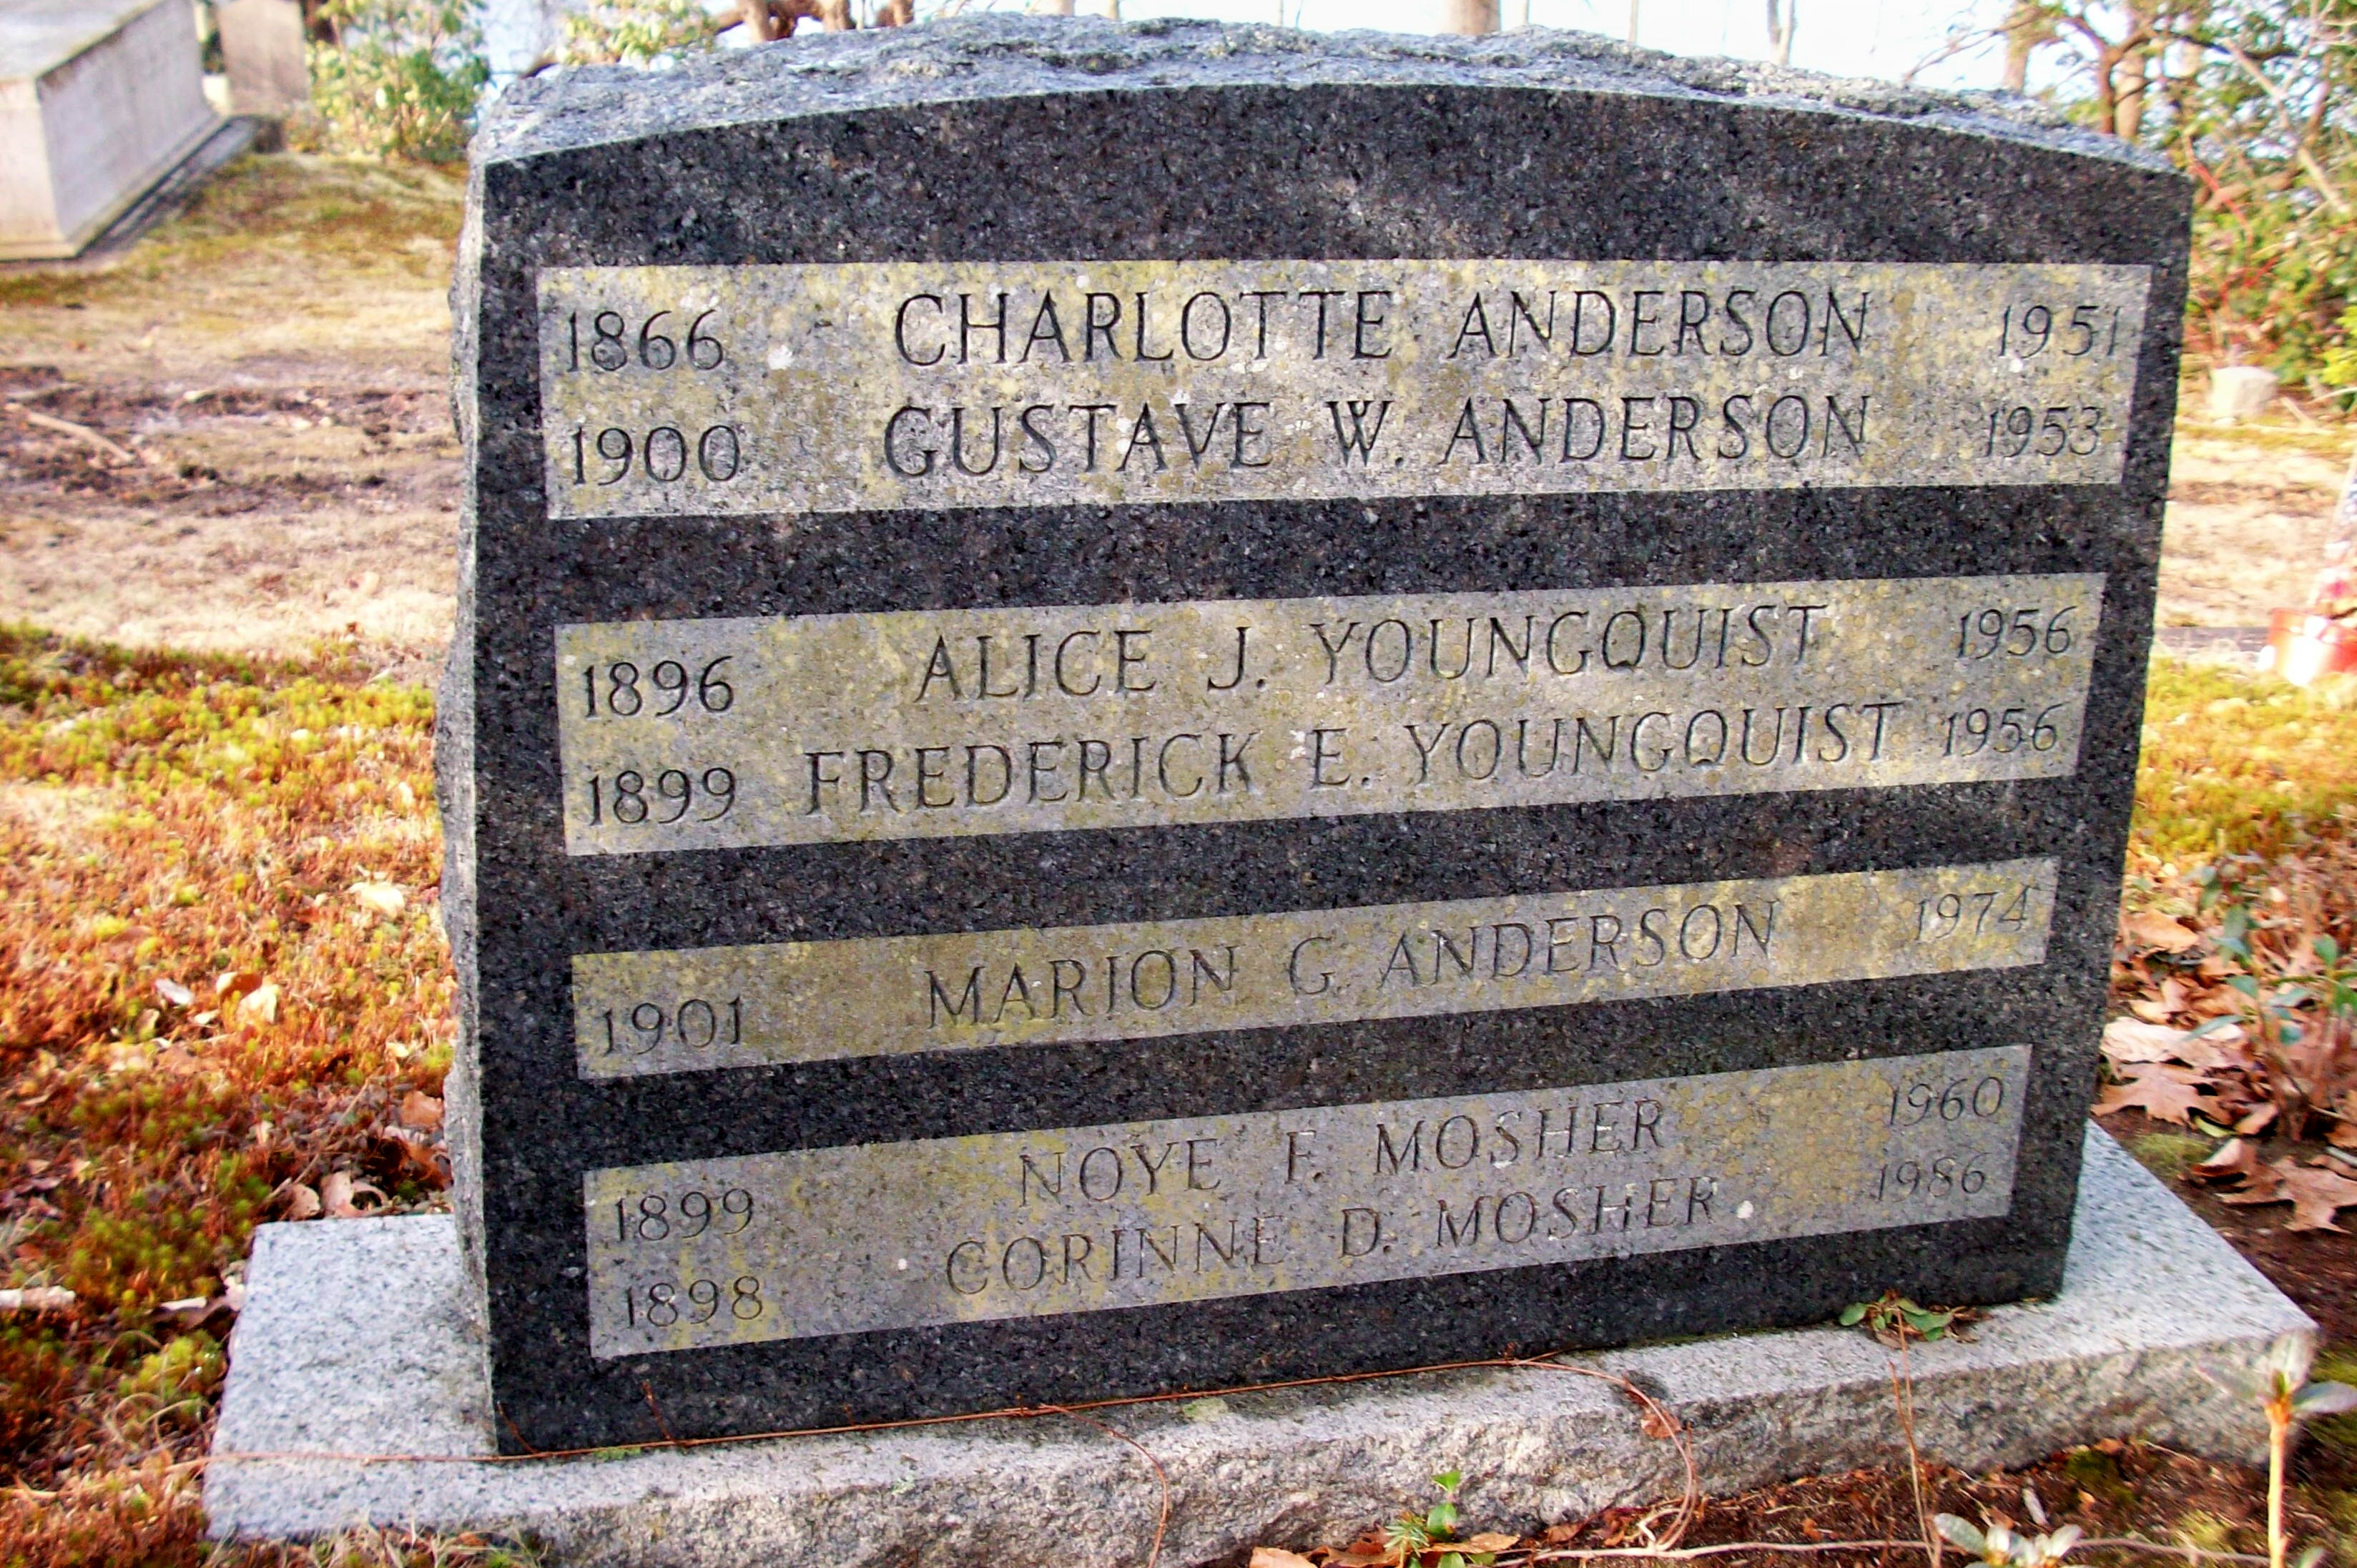 1866 CHARLOTTE ANDERSON 1951
1900 GUSTAVE W. ANDERSON 1953
1896 ALICE J. YOUNGQUIST 1956
1899 FREDERICK E. YOUNGQUIST 1956
1901 MARION G. ANDERSON 1974
1899 NOYE F. MOSHER 1960
1898 CORINNE D. MOSHER 1986